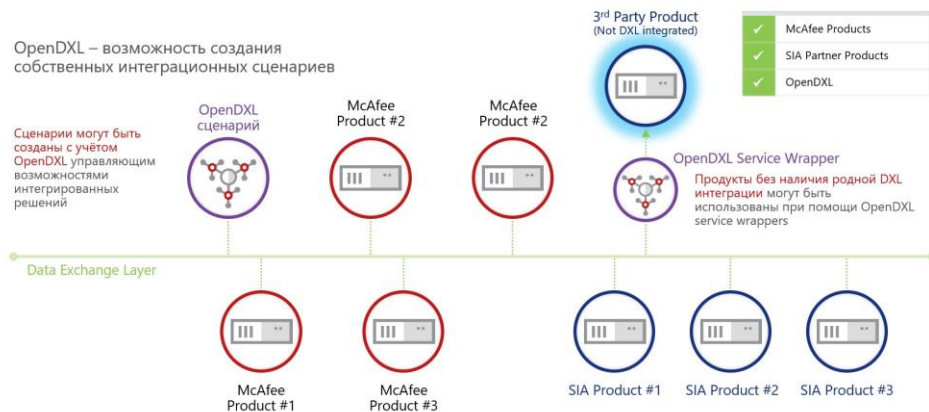 OpenDXL – возможность создания
собственных интеграционных сценариев
3rd Party Product
(Not DXL integrated)
McAfee Products
SIA Partner Products
OpenDXL
Сценарии могут быть
созданы с учётом
OpenDXL управляющим
возможностями
интегрированных
решений
OpenDXL
сценарий
McAfee
Product #2
McAfee
Product #2
OpenDXL Service Wrapper
Продукты без наличия родной DXL
интеграции могут быть
использованы при помощи OpenDXL
service wrappers
Data Exchange Layer
McAfee
Product #1
McAfee
Product #3
SIA Product #1
SIA Product #2
SIA Product #3